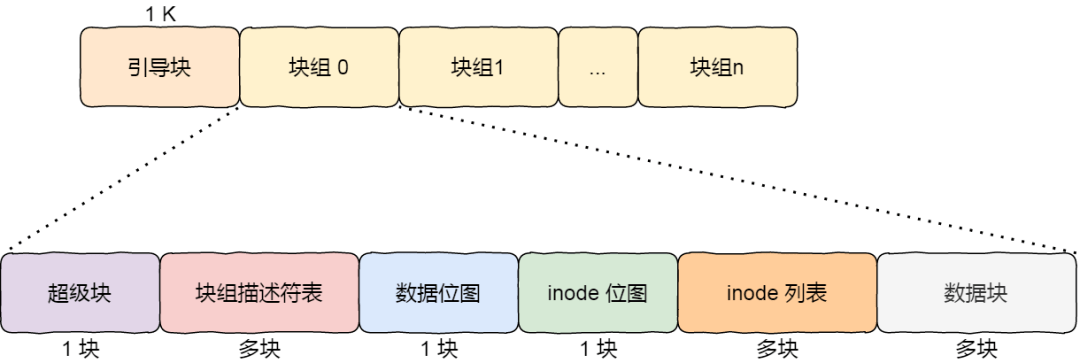 1 K
引导块 块组 0 块组1 ... 块组n
超级块 块组描述符表 数据位图 inode 位图 inode 列表 数据块
1 块 多块 1 块 1 块 多块 多块